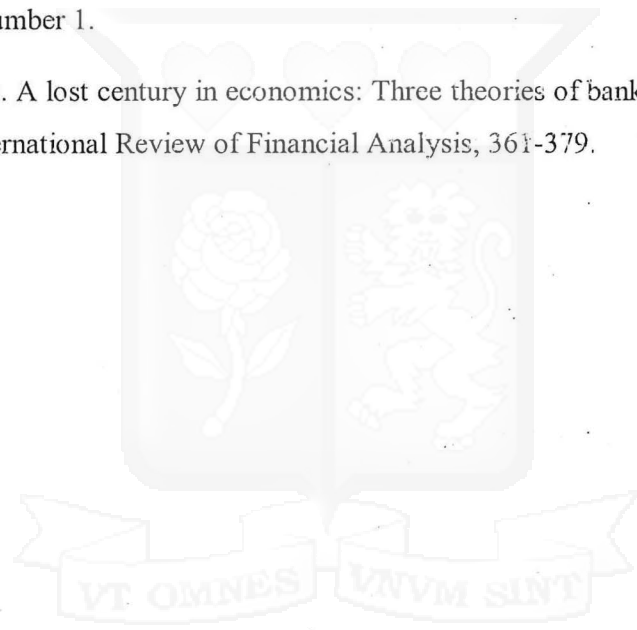 umber 1.
. A lost century in economics: Three theories of bank
ernational Review of Financial Analysis, 361-379.
VT OMNES VNVM SINT